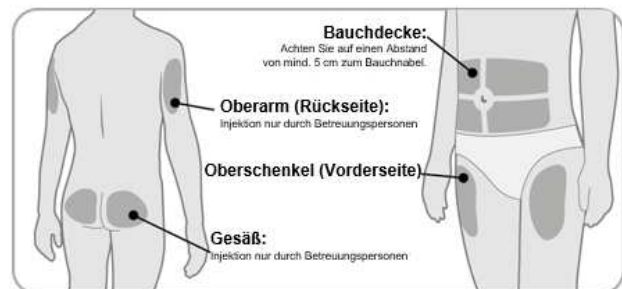 Bauchdecke:
Achten Sie auf einen Abstand
von mind. 5 cm zum Bauchnabel.
Oberarm (Rückseite):
Injektion nur durch Betreuungspersonen
Oberschenkel (Vorderseite)
Gesäß:
Injektion nur durch Betreuungspersonen